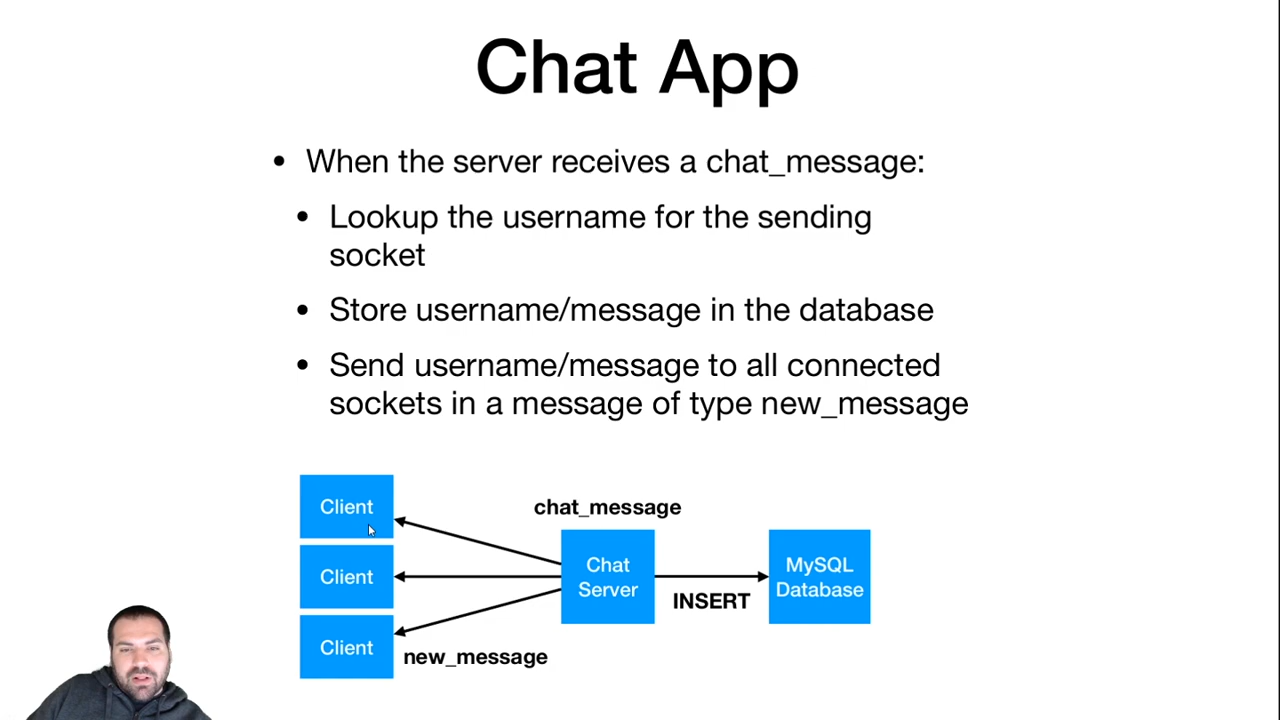 Chat App
• When the server receives a chat_message:
• Lookup the username for the sending
socket
• Store username/message in the database
• Send username/message to all connected
sockets in a message of type new_message
Client
chat_message
Client
Chat
Server
INSERT
MySQL
Database
Client
new_message